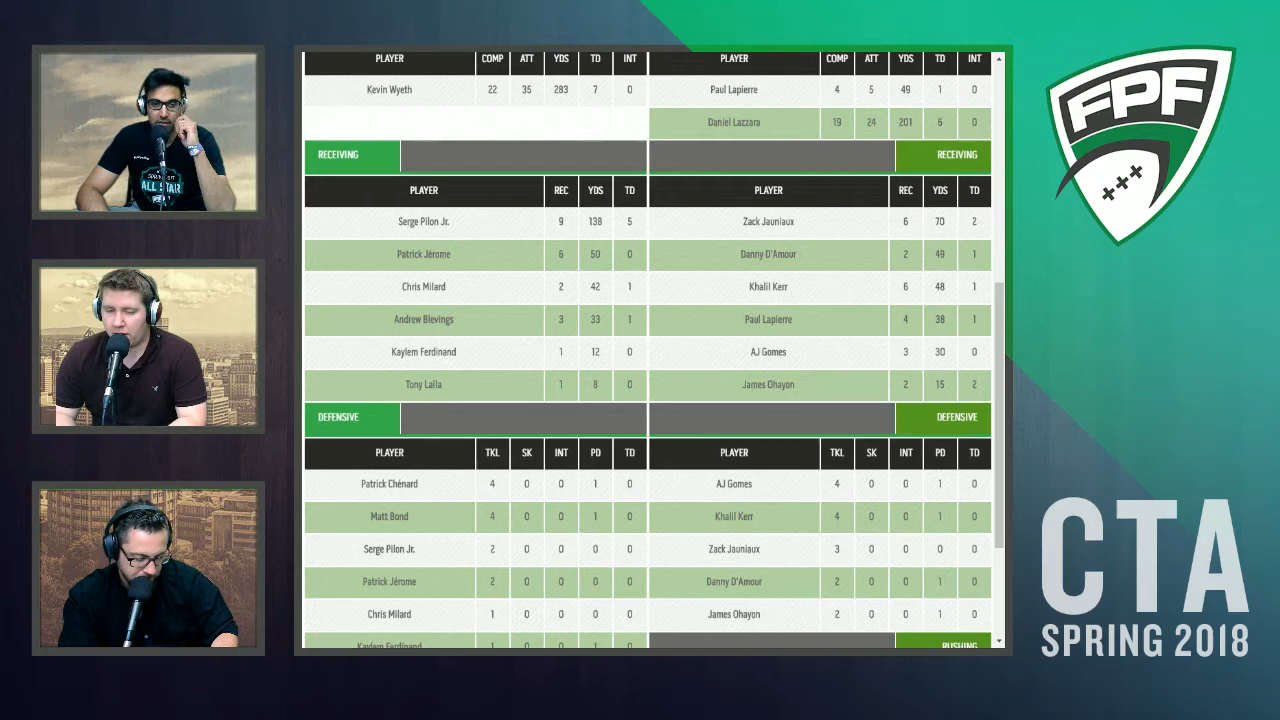 PLAYER COMP ATT YDS TD INT PLAYER COMP ATT YDS TD INT
Kevin Wyeth 22 35 283 7 0 Paul Lapierre 4 5 49 1 0
Daniel Lazzara 19 24 201 6 0
RECEIVING RECEIVING
PLAYER REC YDS TD PLAYER REC YDS TD
Serge Pilon Jr. 9 138 5 Zack Jauniaux 6 70 2
Patrick Jérome 6 50 0 Danny D'Amour 2 49 1
Chris Milard 2 42 1 Khalil Kerr 6 48 1
Andrew Blevings 3 33 1 Paul Lapierre 4 38 1
Kaylem Ferdinand 1 12 0 AJ Gomes 3 30 0
Tony Lalla 1 8 0 James Ohayon 2 15 2
DEFENSIVE DEFENSIVE
PLAYER TKL SK INT PD TD PLAYER TKL SK INT PD TD
Patrick Chénard 4 0 0 1 0 AJ Gomes 4 0 0 1 0
Matt Bond 4 0 0 1 0 Khalil Kerr 4 0 0 1 0
Serge Pilon Jr. 2 0 0 0 0 Zack Jauniaux 3 0 0 0 0
Patrick Jérome 2 0 0 0 0 Danny D'Amour 2 0 0 1 0
Chris Milard 1 0 0 0 0 James Ohayon 2 0 0 1 0
Kaylem Ferdinand 1 0 0 1 0 RUSHING
ALL STAR
FPF
CTA
SPRING 2018